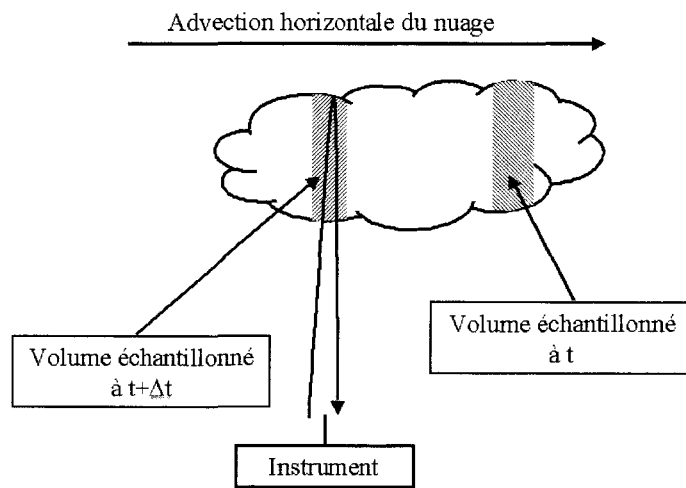 Advection horizontale du nuage
Volume échantillonné
à t+Δt
Volume échantillonné
à t
Instrument